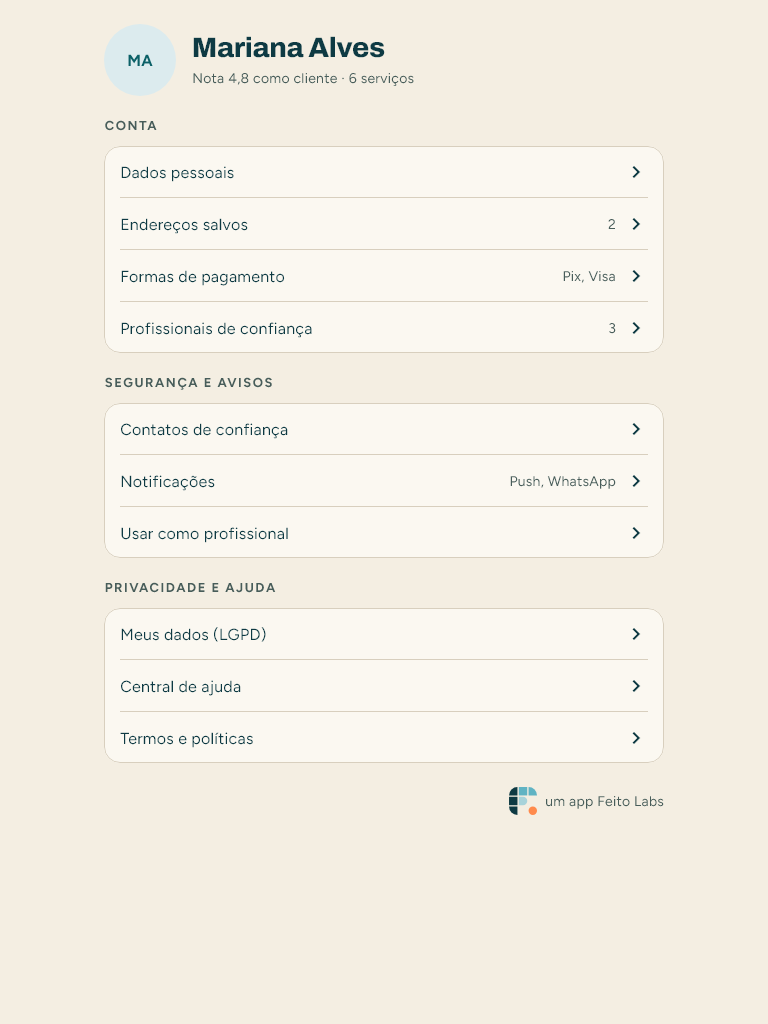 MA
Mariana Alves
Nota 4,8 como cliente · 6 serviços
CONTA
Dados pessoais
Endereços salvos 2
Formas de pagamento Pix, Visa
Profissionais de confiança 3
SEGURANÇA E AVISOS
Contatos de confiança
Notificações Push, WhatsApp
Usar como profissional
PRIVACIDADE E AJUDA
Meus dados (LGPD)
Central de ajuda
Termos e políticas
um app Feito Labs